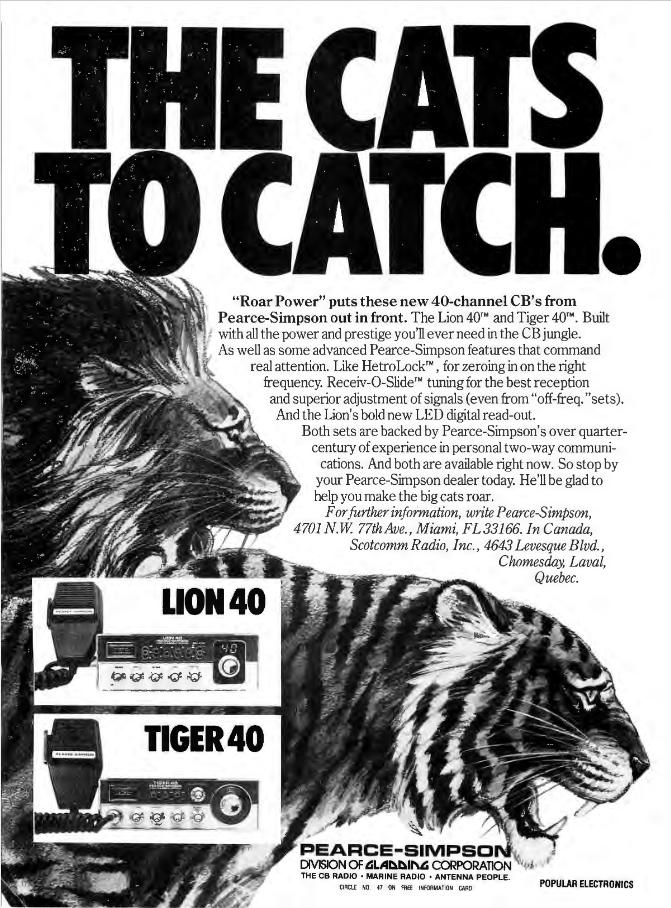 THE CATS
TO CATCH.
"Roar Power" puts these new 40-channel CB's from
Pearce-Simpson out in front. The Lion 40™ and Tiger 40™. Built
with all the power and prestige you'll ever need in the CB jungle.
As well as some advanced Pearce-Simpson features that command
real attention. Like HetroLock™, for zeroing in on the right
frequency. Receiv-O-Slide™ tuning for the best reception
and superior adjustment of signals (even from "off-freq." sets).
And the Lion's bold new LED digital read-out.
Both sets are backed by Pearce-Simpson's over quarter-
century of experience in personal two-way communi-
cations. And both are available right now. So stop by
your Pearce-Simpson dealer today. He'll be glad to
help you make the big cats roar.
For further information, write Pearce-Simpson,
4701 N.W. 77th Ave., Miami, FL 33166. In Canada,
Scotcomm Radio, Inc., 4643 Levesque Blvd.,
Chomesday, Laval,
Quebec.
LION 40
PEARCE-SIMPSON
LION 40
40
TIGER 40
PEARCE-SIMPSON
TIGER 40
PEARCE-SIMPSON
DIVISION OF GLADDING CORPORATION
THE CB RADIO • MARINE RADIO • ANTENNA PEOPLE.
CIRCLE NO. 47 ON FREE INFORMATION CARD
POPULAR ELECTRONICS